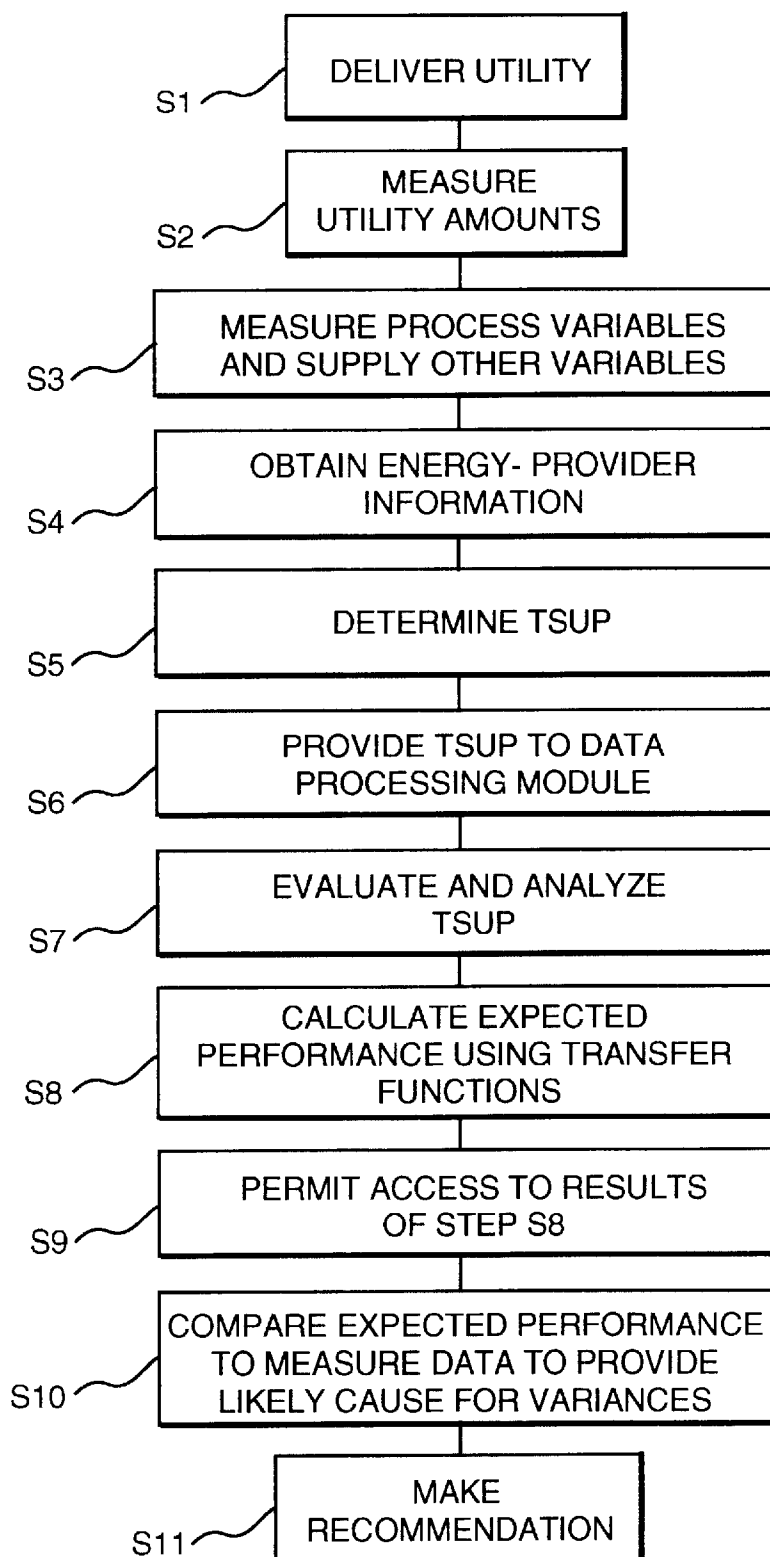 DELIVER UTILITY
S1
MEASURE
UTILITY AMOUNTS
S2
MEASURE PROCESS VARIABLES
AND SUPPLY OTHER VARIABLES
S3
OBTAIN ENERGY- PROVIDER
INFORMATION
S4
DETERMINE TSUP
S5
PROVIDE TSUP TO DATA
PROCESSING MODULE
S6
EVALUATE AND ANALYZE
TSUP
S7
CALCULATE EXPECTED
PERFORMANCE USING TRANSFER
FUNCTIONS
S8
PERMIT ACCESS TO RESULTS
OF STEP S8
S9
COMPARE EXPECTED PERFORMANCE
TO MEASURE DATA TO PROVIDE
LIKELY CAUSE FOR VARIANCES
S10
MAKE
RECOMMENDATION
S11